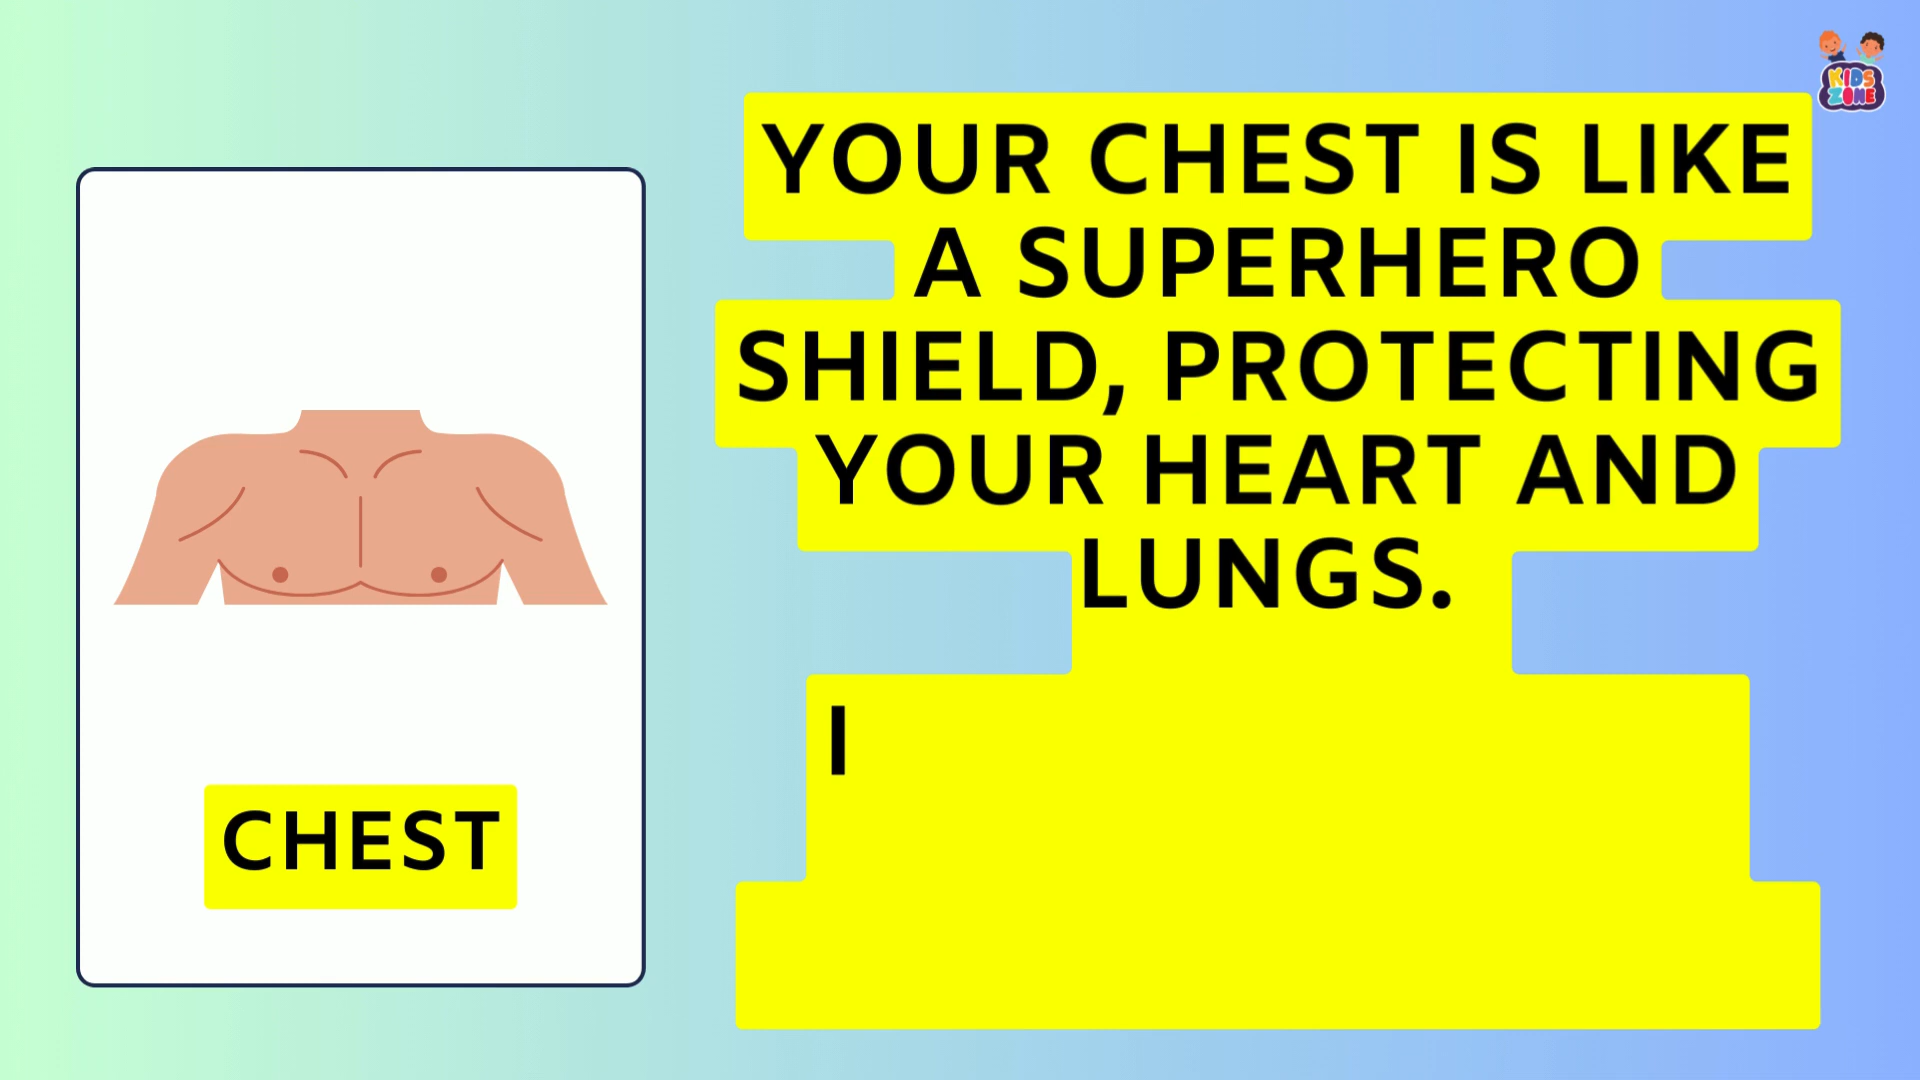 KIDS
ZONE
YOUR CHEST IS LIKE
A SUPERHERO
SHIELD, PROTECTING
YOUR HEART AND
LUNGS.
I
CHEST